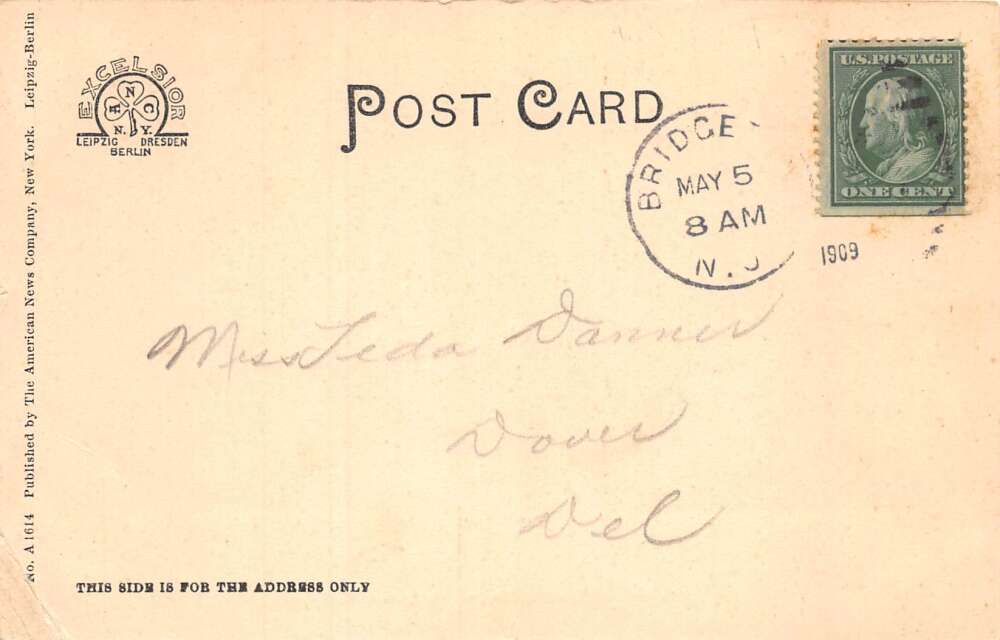 No. A 1614 Published by The American News Company, New York. Leipzig-Berlin
EXCELSIOR
A N C
N. Y.
LEIPZIG DRESDEN
BERLIN
POST CARD
BRIDGE
MAY 5
8 AM
N.J
1909
U.S. POSTAGE
ONE CENT
Miss Leda Danner
Dover
Del
THIS SIDE IS FOR THE ADDRESS ONLY